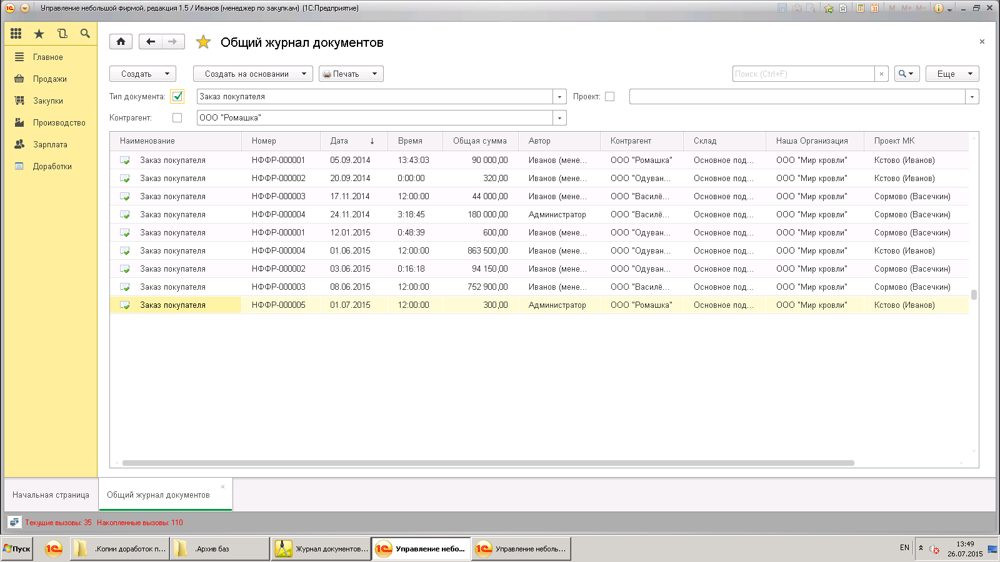 Управление небольшой фирмой, редакция 1.5 / Иванов (менеджер по закупкам) (1С:Предприятие)
M M+ M-
Главное
Продажи
Закупки
Производство
Зарплата
Доработки
Общий журнал документов
Создать Создать на основании Печать Поиск (Ctrl+F) × Еще
Тип документа: Заказ покупателя Проект:
Контрагент: ООО "Ромашка"
Наименование Номер Дата ↓ Время Общая сумма Автор Контрагент Склад Наша Организация Проект МК
Заказ покупателя НФФР-000001 05.09.2014 13:43:03 90 000,00 Иванов (мене... ООО "Ромашка" Основное под... ООО "Мир кровли" Кстово (Иванов)
Заказ покупателя НФФР-000002 20.09.2014 0:00:00 320,00 Иванов (мене... ООО "Одуван... Основное под... ООО "Мир кровли" Кстово (Иванов)
Заказ покупателя НФФР-000003 17.11.2014 12:00:00 44 000,00 Иванов (мене... ООО "Василё... Основное под... ООО "Мир кровли" Сормово (Васечкин)
Заказ покупателя НФФР-000004 24.11.2014 3:18:45 180 000,00 Администратор ООО "Василё... Основное под... ООО "Мир кровли" Сормово (Васечкин)
Заказ покупателя НФФР-000001 12.01.2015 0:48:39 600,00 Иванов (мене... ООО "Одуван... Основное под... ООО "Мир кровли" Сормово (Васечкин)
Заказ покупателя НФФР-000004 01.06.2015 12:00:00 863 500,00 Иванов (мене... ООО "Одуван... Основное под... ООО "Мир кровли" Кстово (Иванов)
Заказ покупателя НФФР-000002 03.06.2015 0:16:18 94 150,00 Иванов (мене... ООО "Одуван... Основное под... ООО "Мир кровли" Сормово (Васечкин)
Заказ покупателя НФФР-000003 08.06.2015 12:00:00 752 900,00 Иванов (мене... ООО "Василё... Основное под... ООО "Мир кровли" Сормово (Васечкин)
Заказ покупателя НФФР-000005 01.07.2015 12:00:00 300,00 Администратор ООО "Ромашка" Основное под... ООО "Мир кровли" Кстово (Иванов)
Начальная страница Общий журнал документов ×
Текущие вызовы: 35 Накопленные вызовы: 110
Пуск .Копии доработок п... .Архив баз Журнал документов... Управление небо... Управление неболь... EN 13:49
26.07.2015